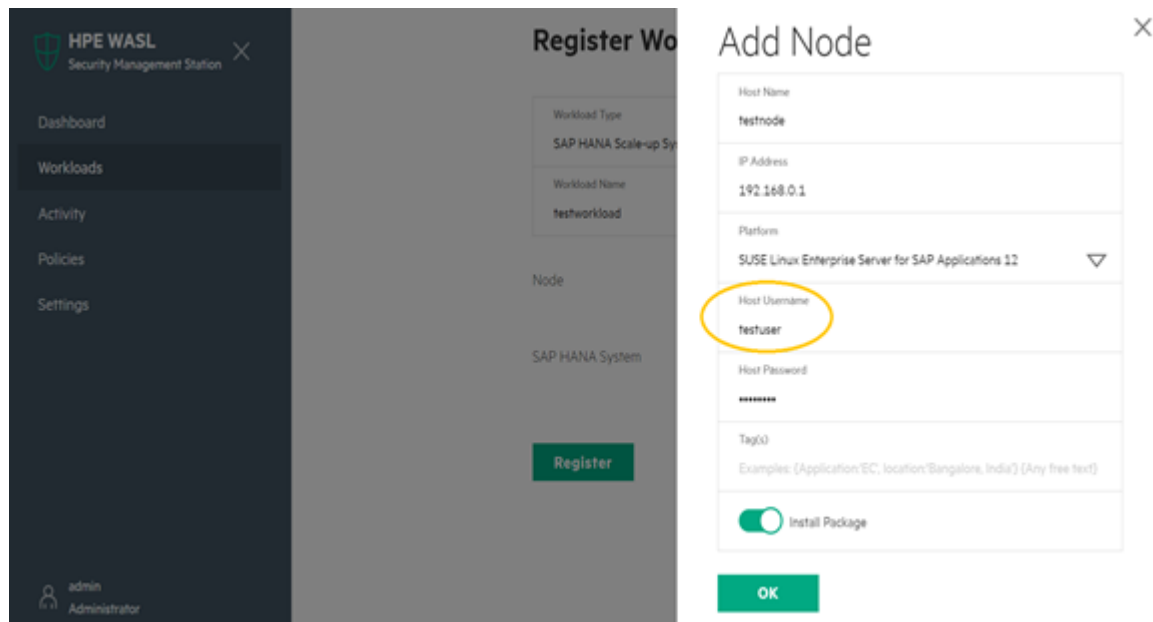 HPE WASL
Security Management Station
Dashboard
Workloads
Activity
Policies
Settings
admin
Administrator
Register Wo
Workload Type
SAP HANA Scale-up Sy
Workload Name
testworkload
Node
SAP HANA System
Register
Add Node
Host Name
testnode
IP Address
192.168.0.1
Platform
SUSE Linux Enterprise Server for SAP Applications 12
Host Username
testuser
Host Password
•••••••••
Tag(s)
Examples: {Application:'EC', location:'Bangalore, India'} {Any free text}
Install Package
OK